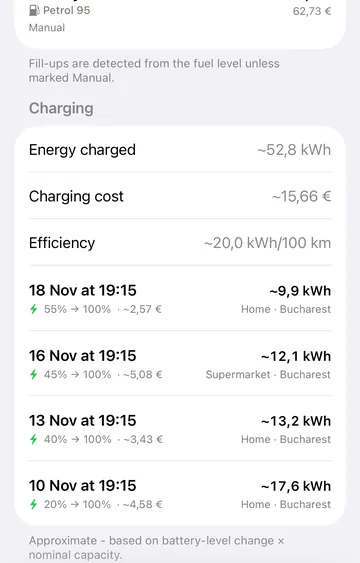 Petrol 95
62,73 €
Manual
Fill-ups are detected from the fuel level unless
marked Manual.
Charging
Energy charged ~52,8 kWh
Charging cost ~15,66 €
Efficiency ~20,0 kWh/100 km
18 Nov at 19:15 ~9,9 kWh
55% → 100% · ~2,57 € Home · Bucharest
16 Nov at 19:15 ~12,1 kWh
45% → 100% · ~5,08 € Supermarket · Bucharest
13 Nov at 19:15 ~13,2 kWh
40% → 100% · ~3,43 € Home · Bucharest
10 Nov at 19:15 ~17,6 kWh
20% → 100% · ~4,58 € Home · Bucharest
Approximate - based on battery-level change ×
nominal capacity.